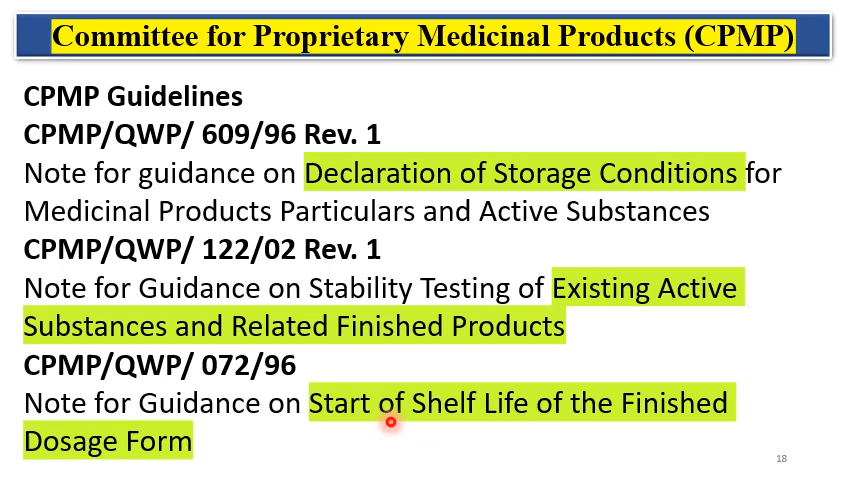 Committee for Proprietary Medicinal Products (CPMP)
CPMP Guidelines
CPMP/QWP/ 609/96 Rev. 1
Note for guidance on Declaration of Storage Conditions for
Medicinal Products Particulars and Active Substances
CPMP/QWP/ 122/02 Rev. 1
Note for Guidance on Stability Testing of Existing Active
Substances and Related Finished Products
CPMP/QWP/ 072/96
Note for Guidance on Start of Shelf Life of the Finished
Dosage Form
18